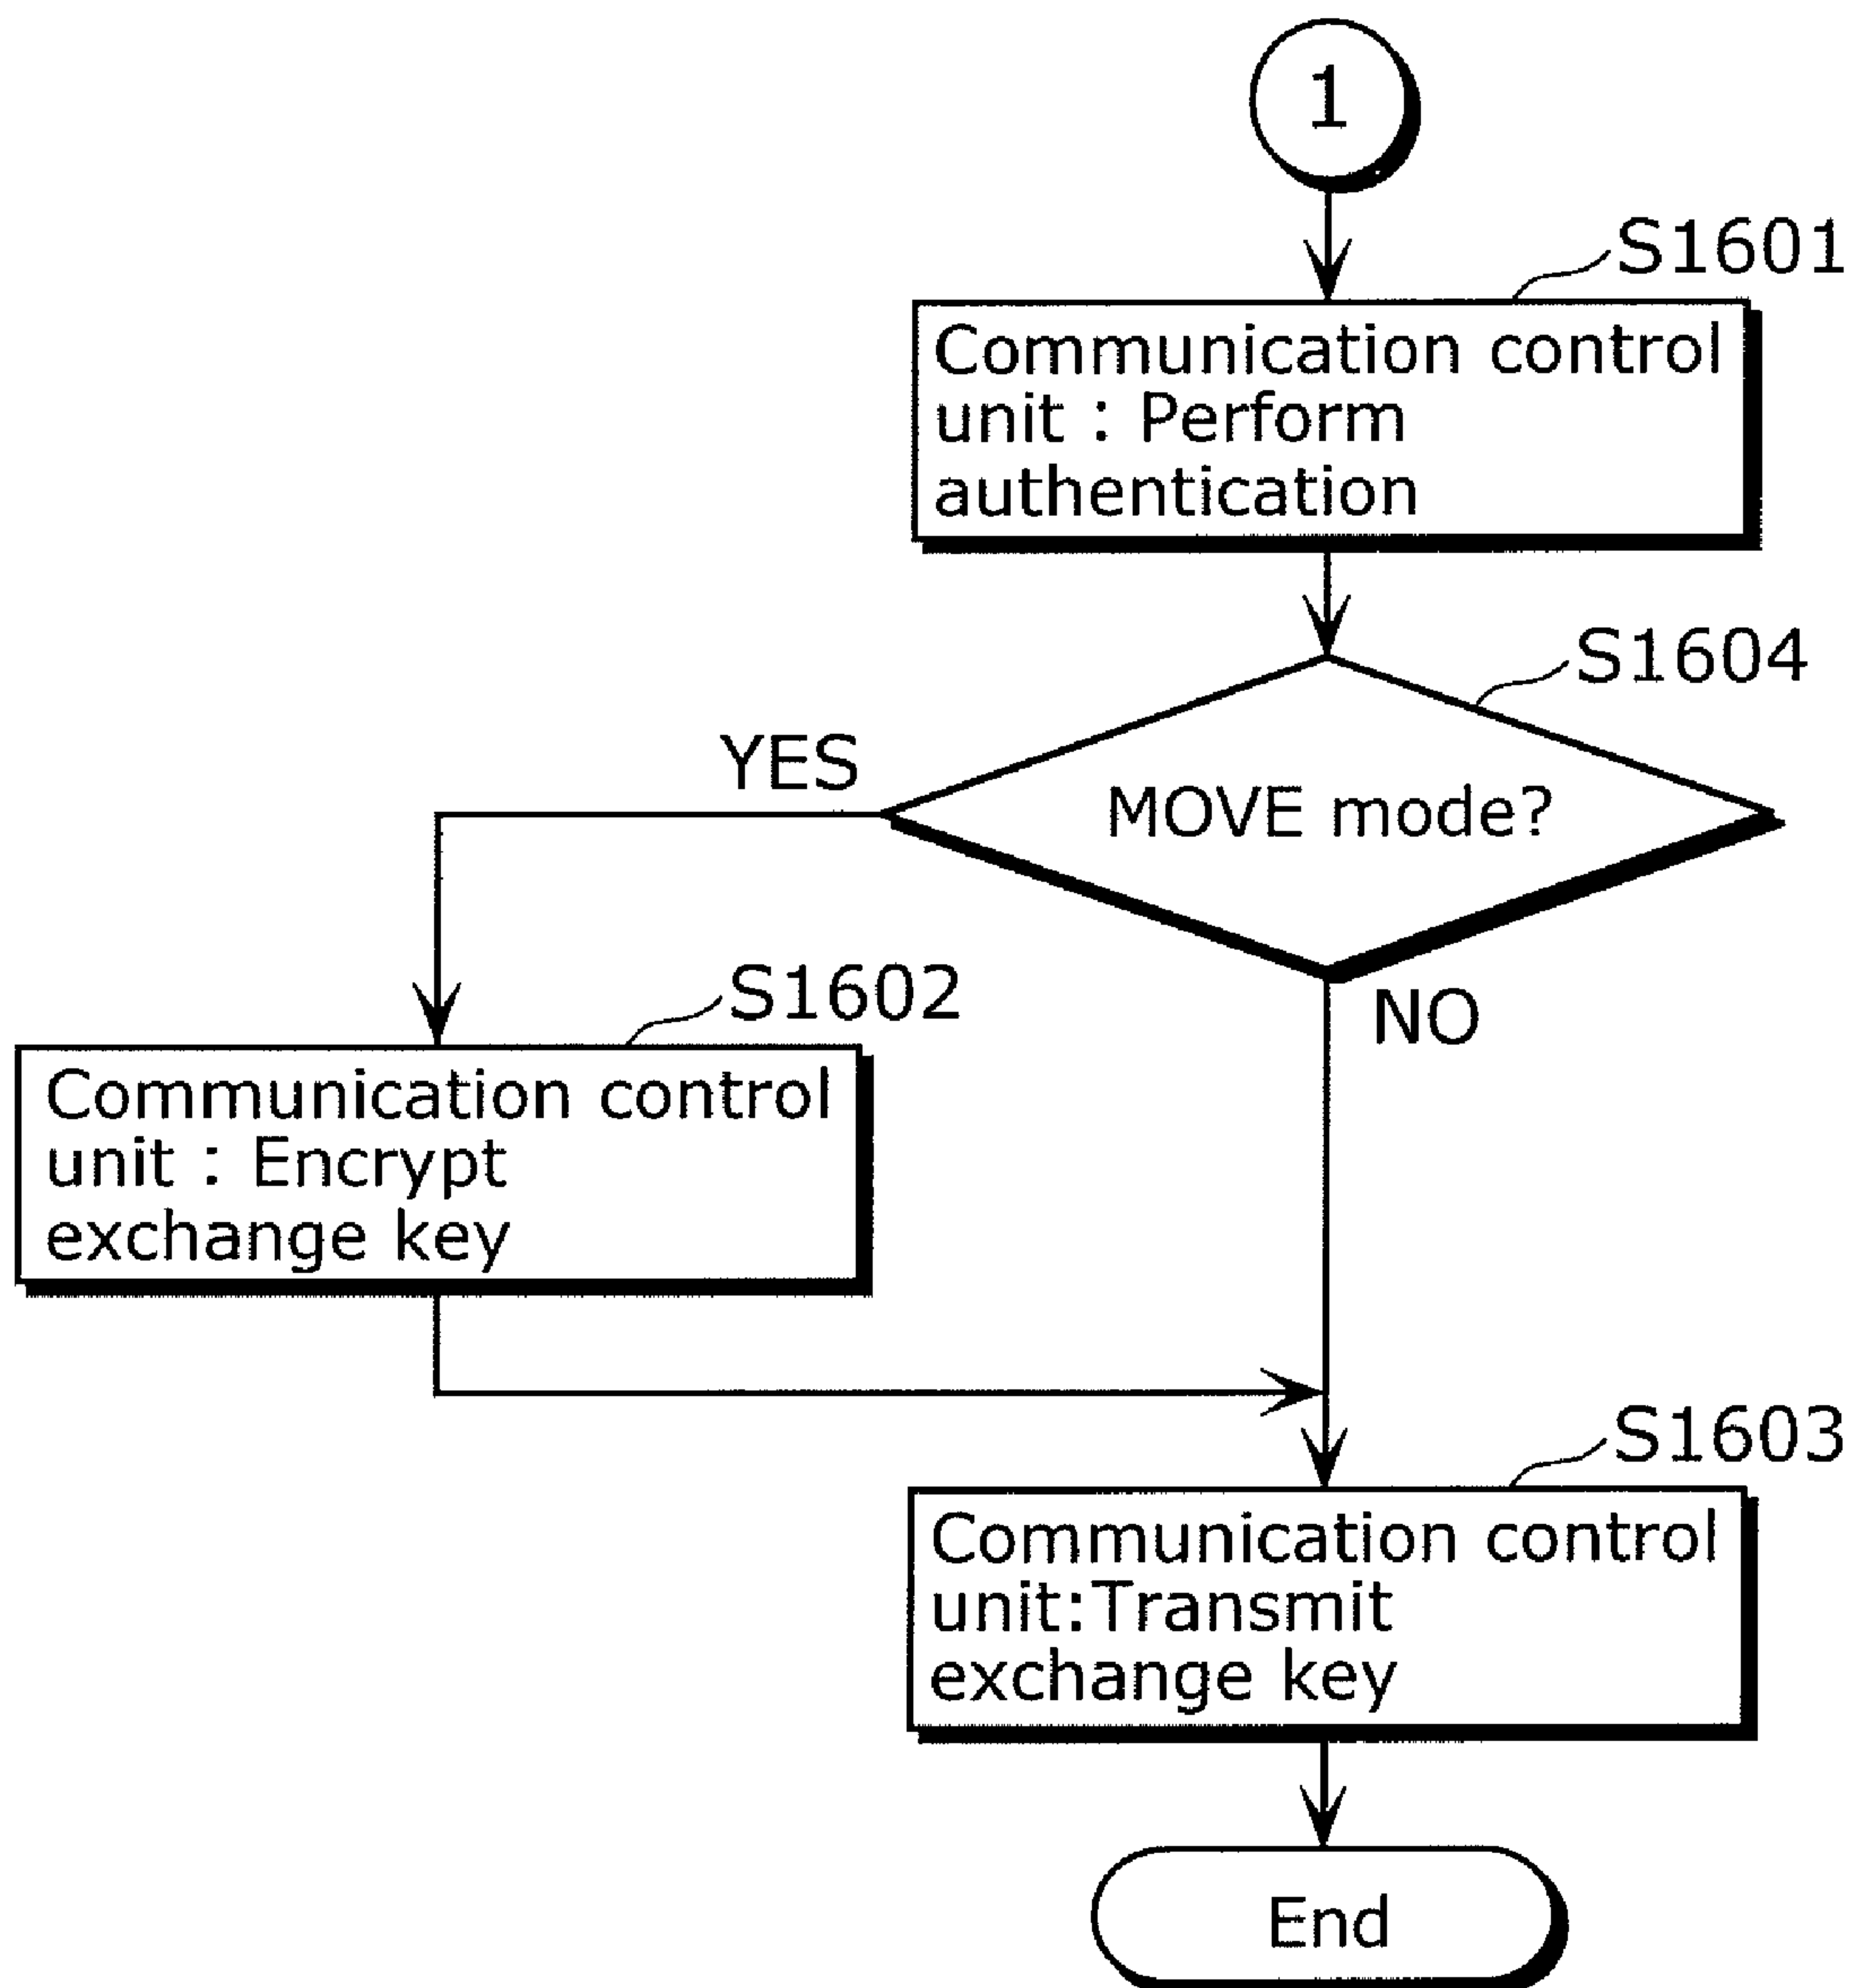 1
S1601
Communication control
unit : Perform
authentication
S1604
YES
MOVE mode?
NO
S1602
Communication control
unit : Encrypt
exchange key
S1603
Communication control
unit:Transmit
exchange key
End